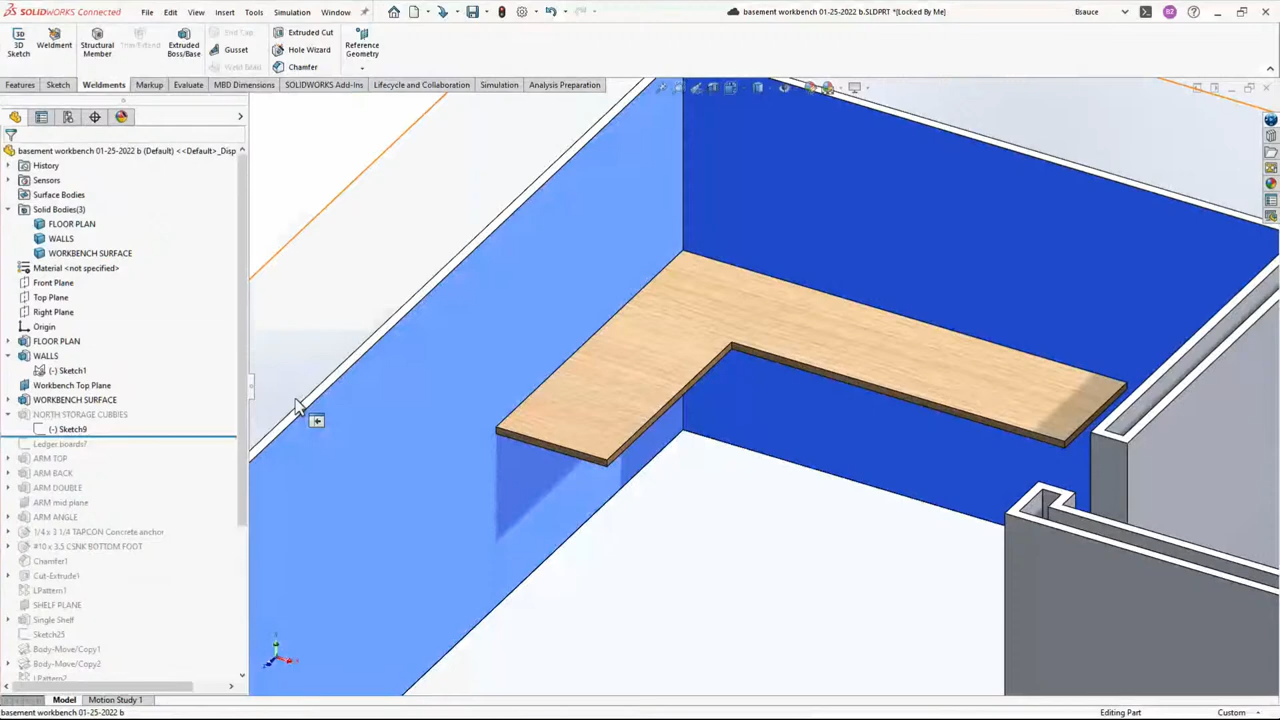 SOLIDWORKS Connected File Edit View Insert Tools Simulation Window basement workbench 01-25-2022 b.SLDPRT *[Locked By Me] Bsauce BZ
3D Sketch Weldment Structural Member Trim/Extend Extruded Boss/Base End Cap Gusset Weld Bead Extruded Cut Hole Wizard Chamfer Reference Geometry
Features Sketch Weldments Markup Evaluate MBD Dimensions SOLIDWORKS Add-Ins Lifecycle and Collaboration Simulation Analysis Preparation
basement workbench 01-25-2022 b (Default) <<Default>_Disp
History
Sensors
Surface Bodies
Solid Bodies(3)
FLOOR PLAN
WALLS
WORKBENCH SURFACE
Material <not specified>
Front Plane
Top Plane
Right Plane
Origin
FLOOR PLAN
WALLS
(-) Sketch1
Workbench Top Plane
WORKBENCH SURFACE
NORTH STORAGE CUBBIES
(-) Sketch9
Ledger boards?
ARM TOP
ARM BACK
ARM DOUBLE
ARM mid plane
ARM ANGLE
1/4 x 3 1/4 TAPCON Concrete anchor
#10 x 3.5 CSNK BOTTOM FOOT
Chamfer1
Cut-Extrude1
LPattern1
SHELF PLANE
Single Shelf
Sketch25
Body-Move/Copy1
Body-Move/Copy2
LPattern2
Model Motion Study 1
basement workbench 01-25-2022 b Editing Part Custom